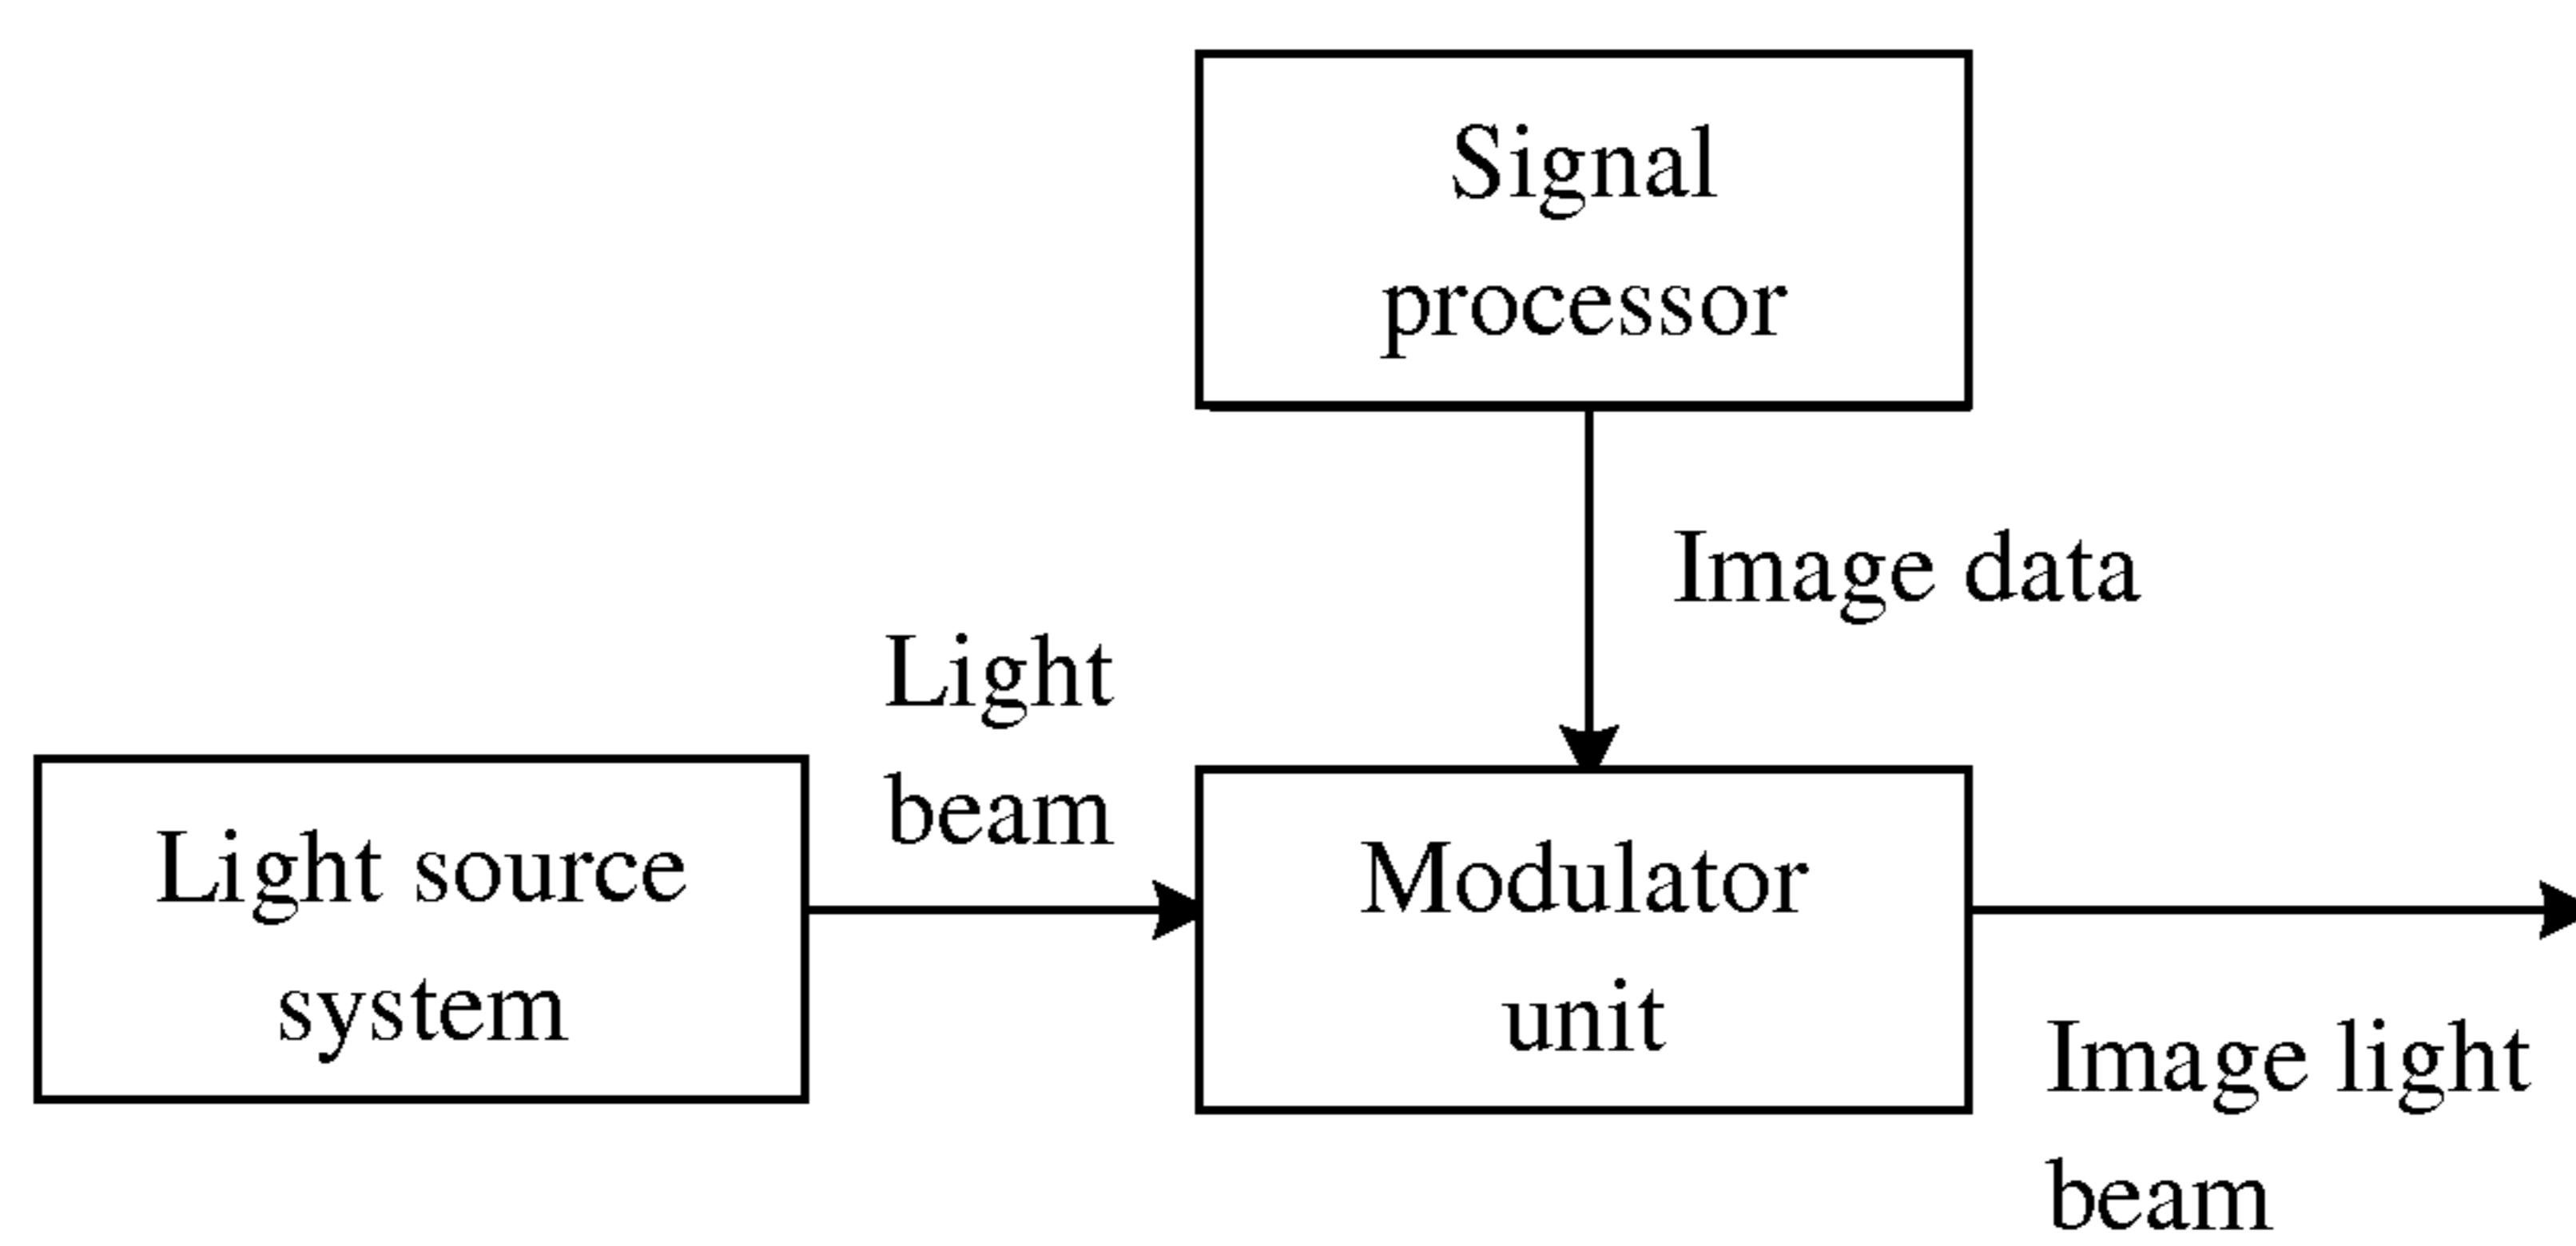 Signal
processor
Image data
Light
beam
Light source
system
Modulator
unit
Image light
beam